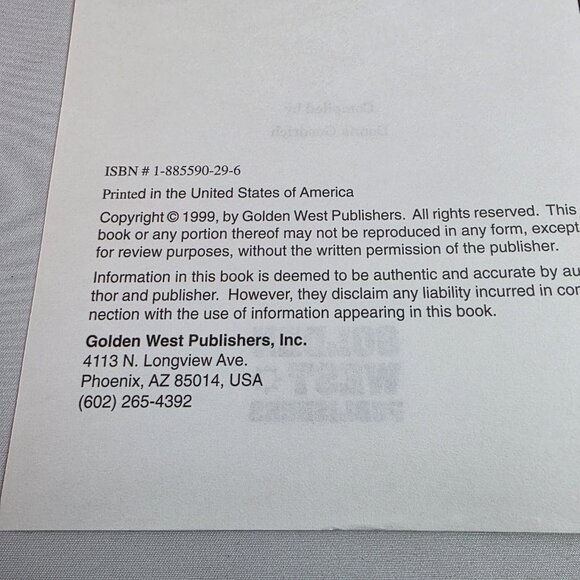 ISBN # 1-885590-29-6
Printed in the United States of America
Copyright © 1999, by Golden West Publishers. All rights reserved. This
book or any portion thereof may not be reproduced in any form, except
for review purposes, without the written permission of the publisher.
Information in this book is deemed to be authentic and accurate by au
thor and publisher. However, they disclaim any liability incurred in con
nection with the use of information appearing in this book.
Golden West Publishers, Inc.
4113 N. Longview Ave.
Phoenix, AZ 85014, USA
(602) 265-4392